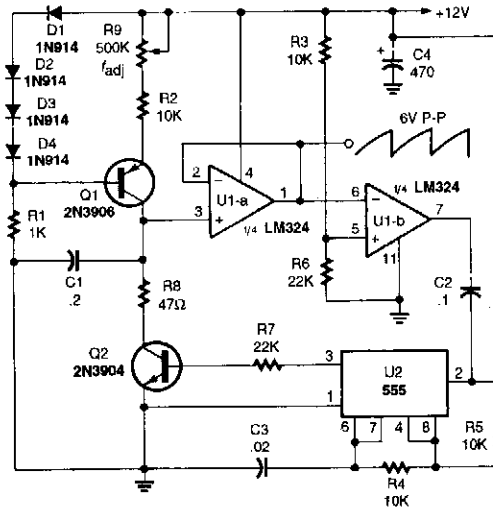 +12V
D1
1N914
D2
1N914
D3
1N914
D4
1N914
R9
500K
fadj
R2
10K
R3
10K
+
C4
470
6V P-P
Q1
2N3906
2
−
4
U1-a
1
3
+
1/4 LM324
6
−
1/4 LM324
U1-b
7
5
+
11
R1
1K
C1
.2
R8
47Ω
R6
22K
C2
.1
Q2
2N3904
R7
22K
3
U2
555
2
1
6
7
4
8
R5
10K
C3
.02
R4
10K